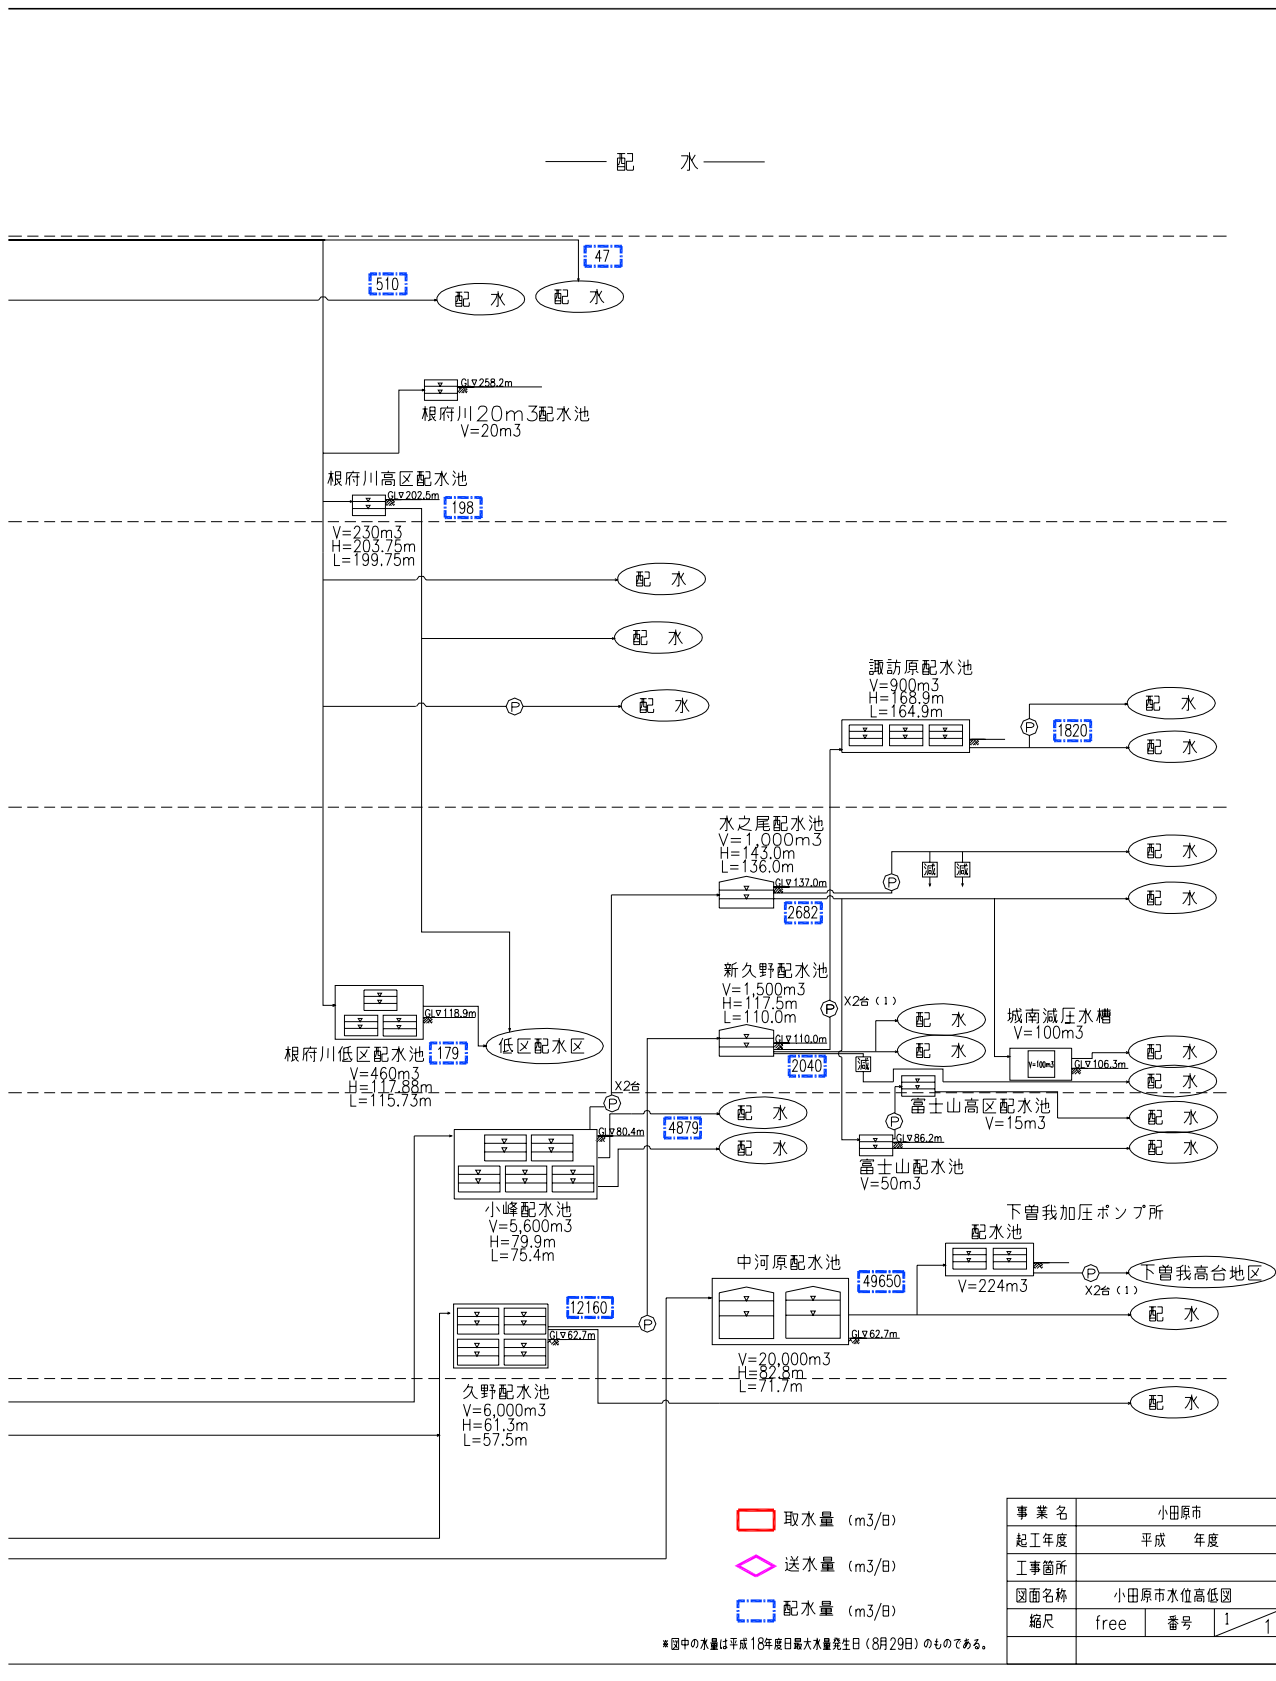 配 水
47
510
配 水
配 水
GL▽258.2m
根府川20m3配水池
V=20m3
根府川高区配水池
GL▽202.5m
198
V=230m3
H=203.75m
L=199.75m
配 水
配 水
P
配 水
諏訪原配水池
V=900m3
H=168.9m
L=164.9m
P
1820
配 水
配 水
水之尾配水池
V=1,000m3
H=143.0m
L=136.0m
GL▽137.0m
2682
P
減
減
配 水
配 水
新久野配水池
V=1,500m3
H=117.5m
L=110.0m
P
X2台(1)
GL▽110.0m
2040
配 水
配 水
減
城南減圧水槽
V=100m3
V=100m3
GL▽106.3m
配 水
配 水
GL▽118.9m
根府川低区配水池
179
低区配水区
V=460m3
H=117.88m
L=115.73m
X2台
P
富士山高区配水池
V=15m3
P
配 水
GL▽86.2m
配 水
富士山配水池
V=50m3
GL▽80.4m
4879
配 水
配 水
小峰配水池
V=5,600m3
H=79.9m
L=75.4m
下曽我加圧ポンプ所
配水池
V=224m3
P
X2台(1)
下曽我高台地区
中河原配水池
49650
配 水
GL▽62.7m
V=20,000m3
H=82.8m
L=71.7m
12160
P
GL▽62.7m
久野配水池
V=6,000m3
H=61.3m
L=57.5m
配 水
取水量 (m3/日)
送水量 (m3/日)
配水量 (m3/日)
*図中の水量は平成18年度日最大水量発生日(8月29日)のものである。
事業名 小田原市
起工年度 平成 年度
工事箇所
図面名称 小田原市水位高低図
縮尺 free 番号 1/1